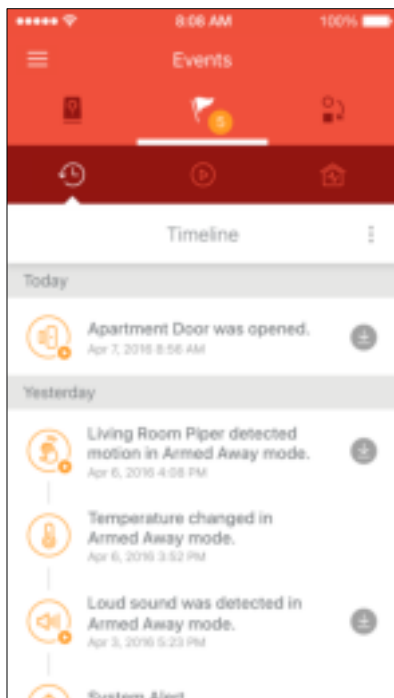 8:08 AM
100%
Events
5
Timeline
Today
Apartment Door was opened.
Apr 7, 2016 8:56 AM
Yesterday
Living Room Piper detected
motion in Armed Away mode.
Apr 6, 2016 4:08 PM
Temperature changed in
Armed Away mode.
Apr 6, 2016 3:52 PM
Loud sound was detected in
Armed Away mode.
Apr 3, 2016 5:23 PM
System Alert